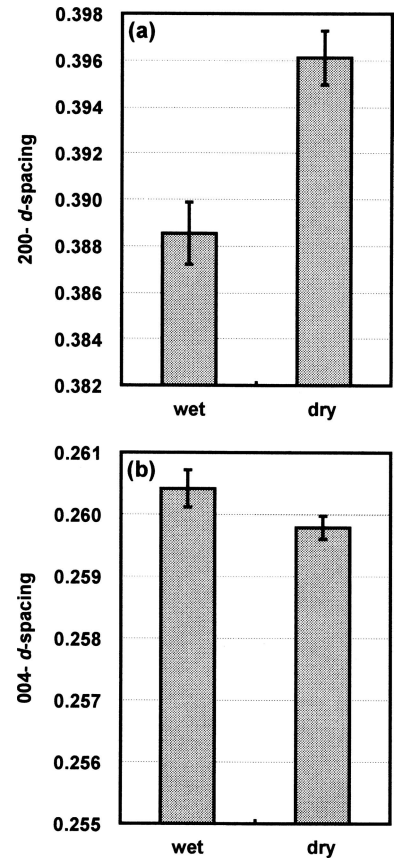 (a)
200- d-spacing
0.398
0.396
0.394
0.392
0.390
0.388
0.386
0.384
0.382
wet dry
(b)
004- d-spacing
0.261
0.260
0.259
0.258
0.257
0.256
0.255
wet dry